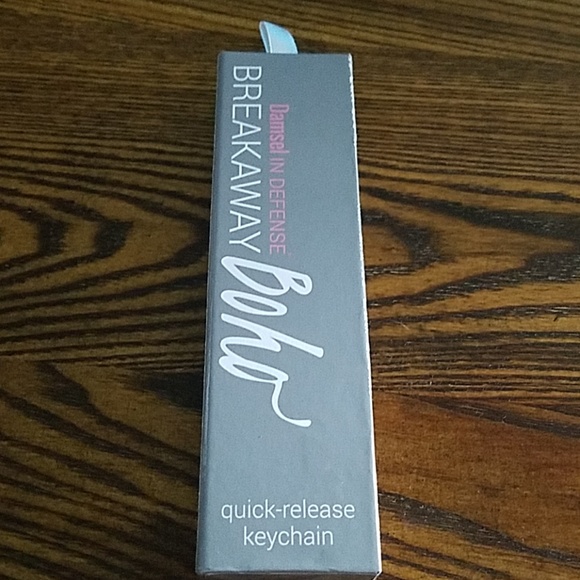 Damsel IN DEFENSE
BREAKAWAY Boho
quick-release
keychain